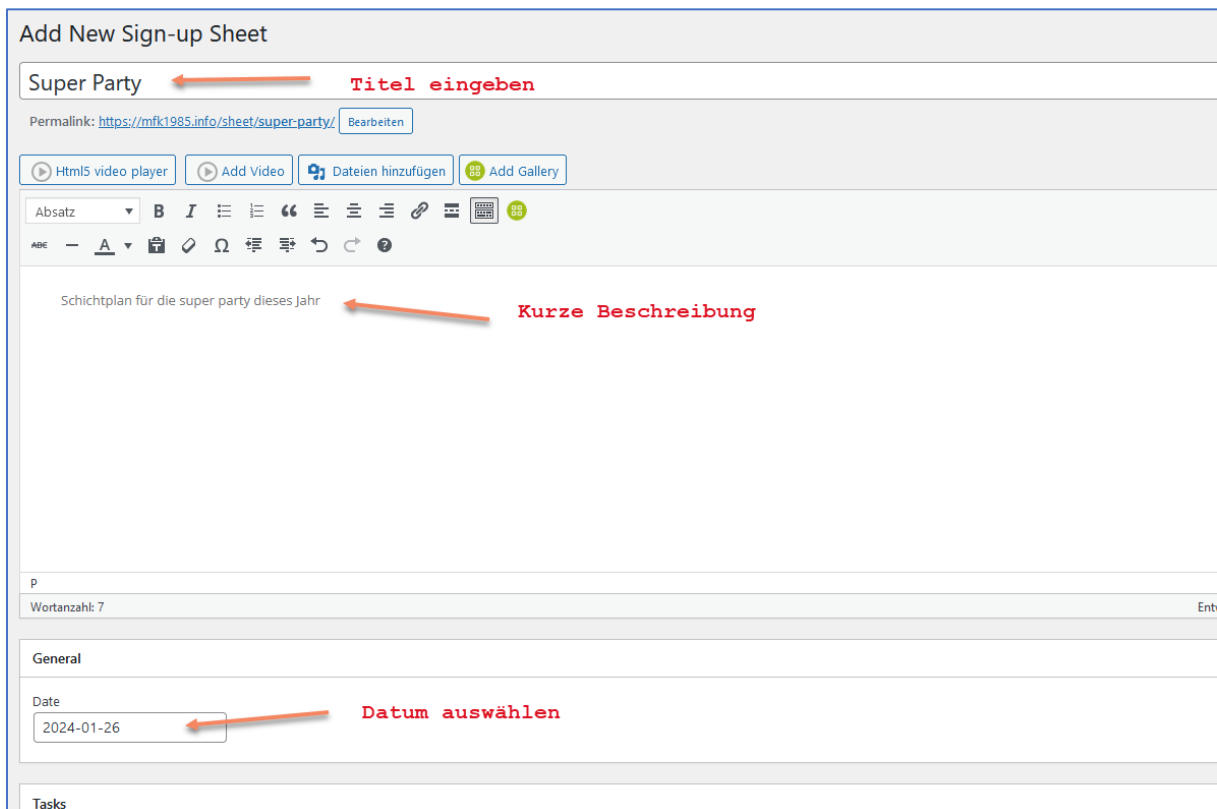 Add New Sign-up Sheet
Super Party Titel eingeben
Permalink: https://mfk1985.info/sheet/super-party/ Bearbeiten
Html5 video player Add Video Dateien hinzufügen Add Gallery
Absatz B I
ABE A T Ω ?
Schichtplan für die super party dieses Jahr
Kurze Beschreibung
P
Wortanzahl: 7
General
Date
2024-01-26 Datum auswählen
Tasks